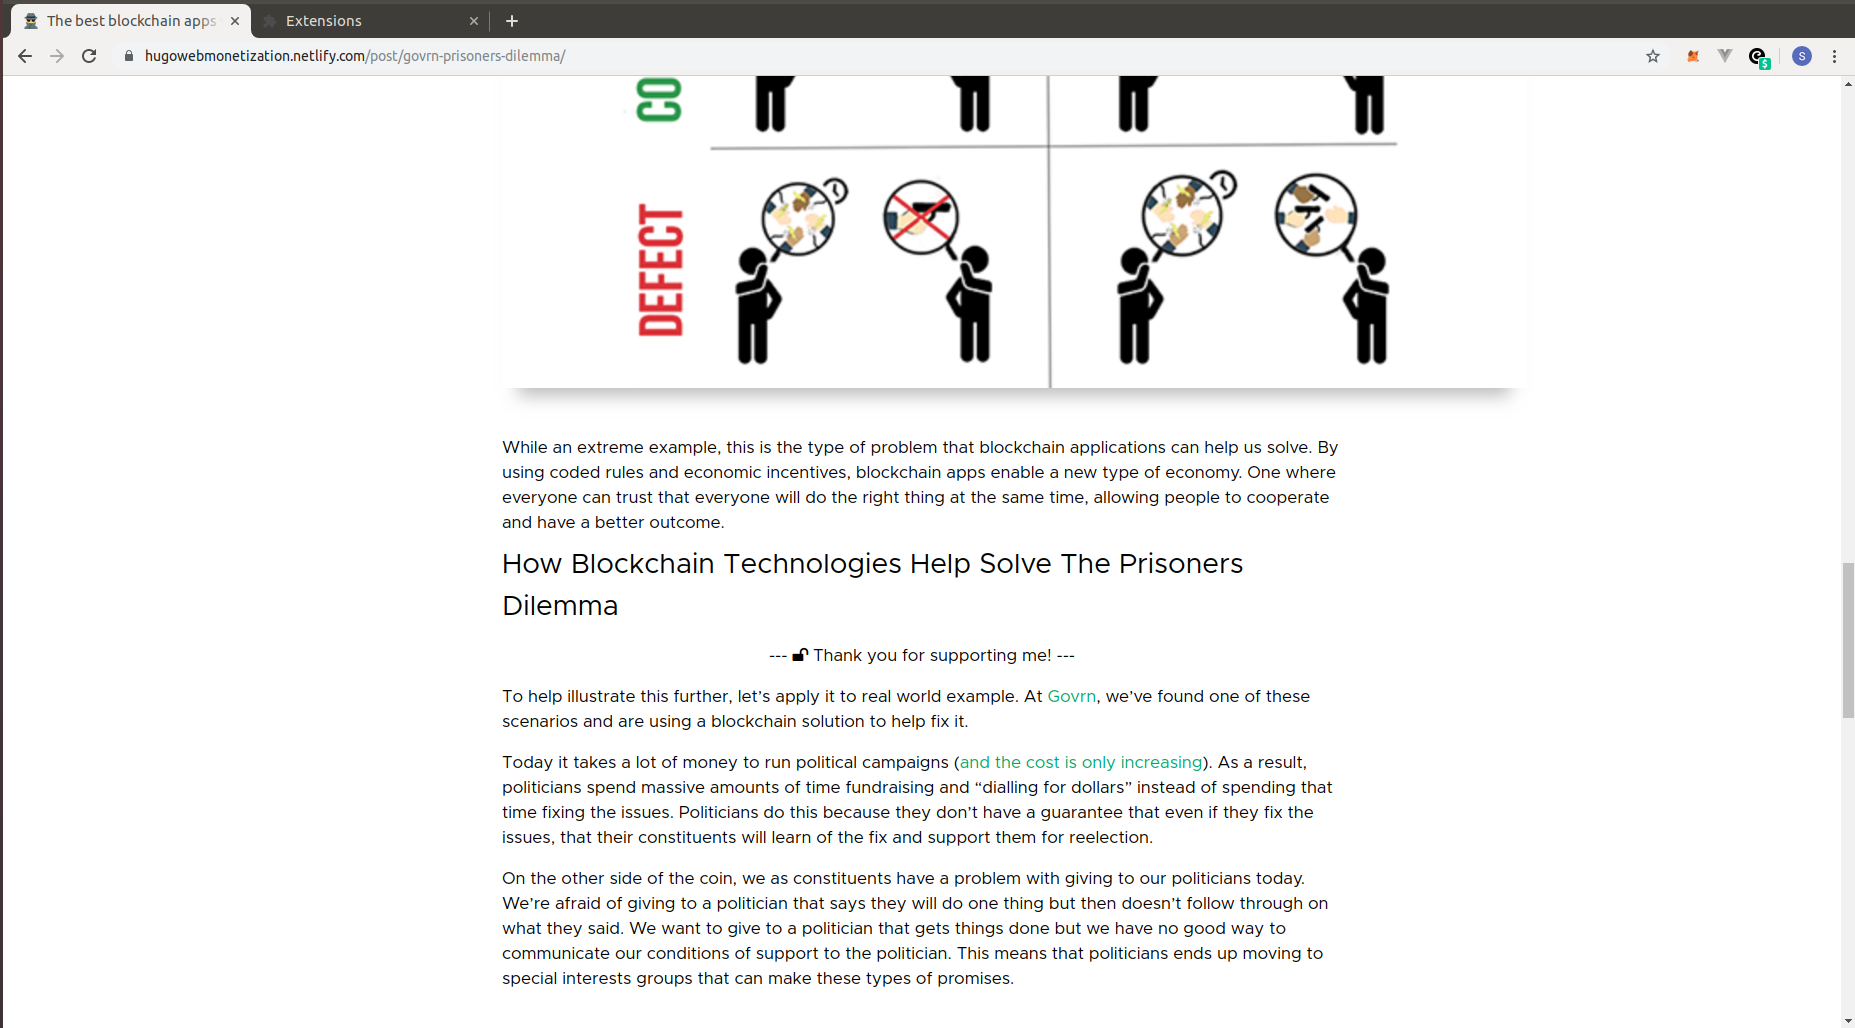 The best blockchain apps
Extensions
hugowebmonetization.netlify.com/post/govrn-prisoners-dilemma/
$
S
CO
DEFECT
While an extreme example, this is the type of problem that blockchain applications can help us solve. By
using coded rules and economic incentives, blockchain apps enable a new type of economy. One where
everyone can trust that everyone will do the right thing at the same time, allowing people to cooperate
and have a better outcome.
How Blockchain Technologies Help Solve The Prisoners
Dilemma
--- Thank you for supporting me! ---
To help illustrate this further, let’s apply it to real world example. At Govrn, we’ve found one of these
scenarios and are using a blockchain solution to help fix it.
Today it takes a lot of money to run political campaigns (and the cost is only increasing). As a result,
politicians spend massive amounts of time fundraising and “dialling for dollars” instead of spending that
time fixing the issues. Politicians do this because they don’t have a guarantee that even if they fix the
issues, that their constituents will learn of the fix and support them for reelection.
On the other side of the coin, we as constituents have a problem with giving to our politicians today.
We’re afraid of giving to a politician that says they will do one thing but then doesn’t follow through on
what they said. We want to give to a politician that gets things done but we have no good way to
communicate our conditions of support to the politician. This means that politicians ends up moving to
special interests groups that can make these types of promises.